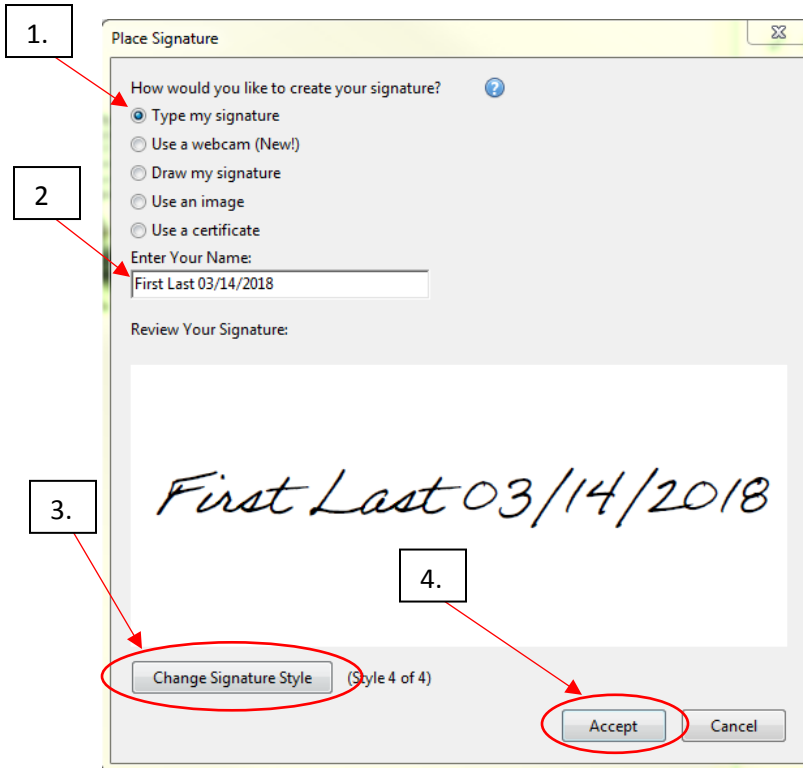 1.
Place Signature
How would you like to create your signature?
Type my signature
Use a webcam (New!)
Draw my signature
2
Use an image
Use a certificate
Enter Your Name:
First Last 03/14/2018
Review Your Signature:
First Last 03/14/2018
3.
4.
Change Signature Style (Style 4 of 4)
Accept Cancel